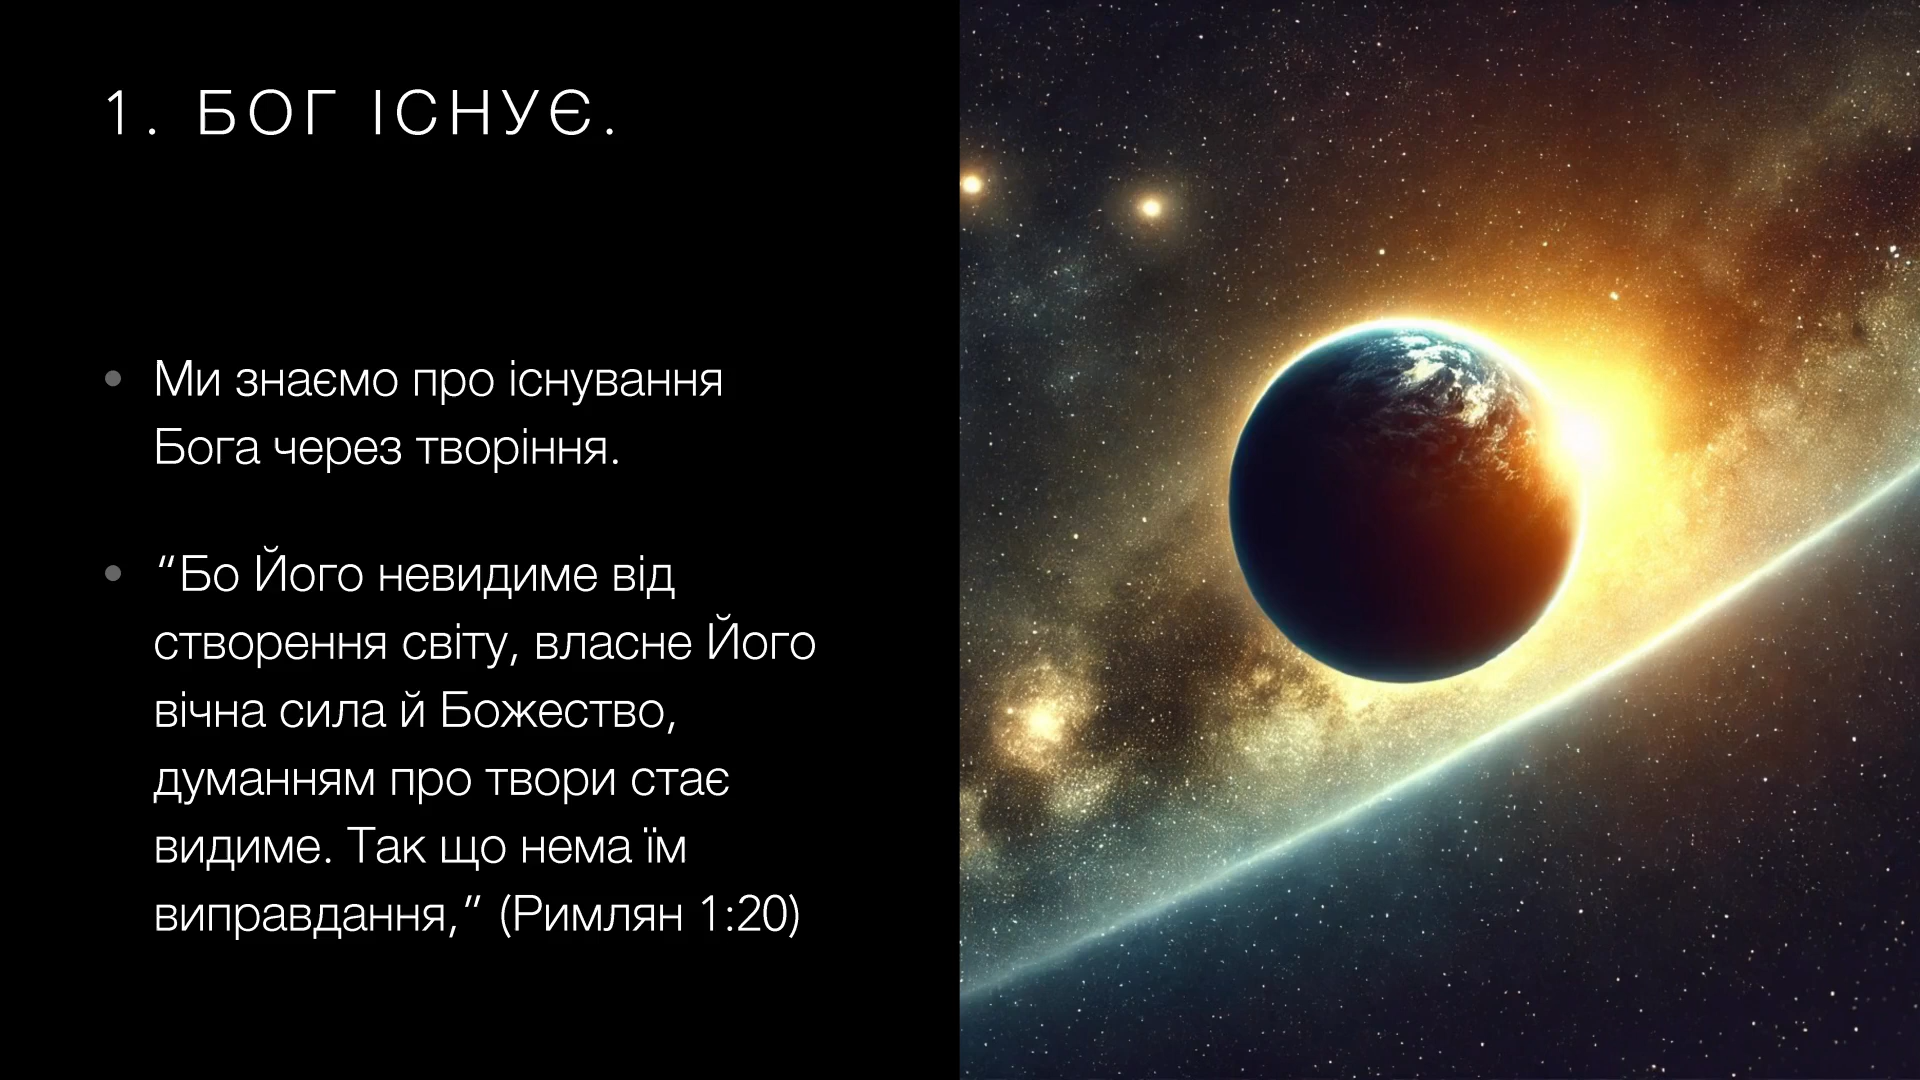 1. БОГ ІСНУЄ.
• Ми знаємо про існування
Бога через творіння.
• “Бо Його невидиме від
створення світу, власне Його
вічна сила й Божество,
думанням про твори стає
видиме. Так що нема їм
виправдання,” (Римлян 1:20)